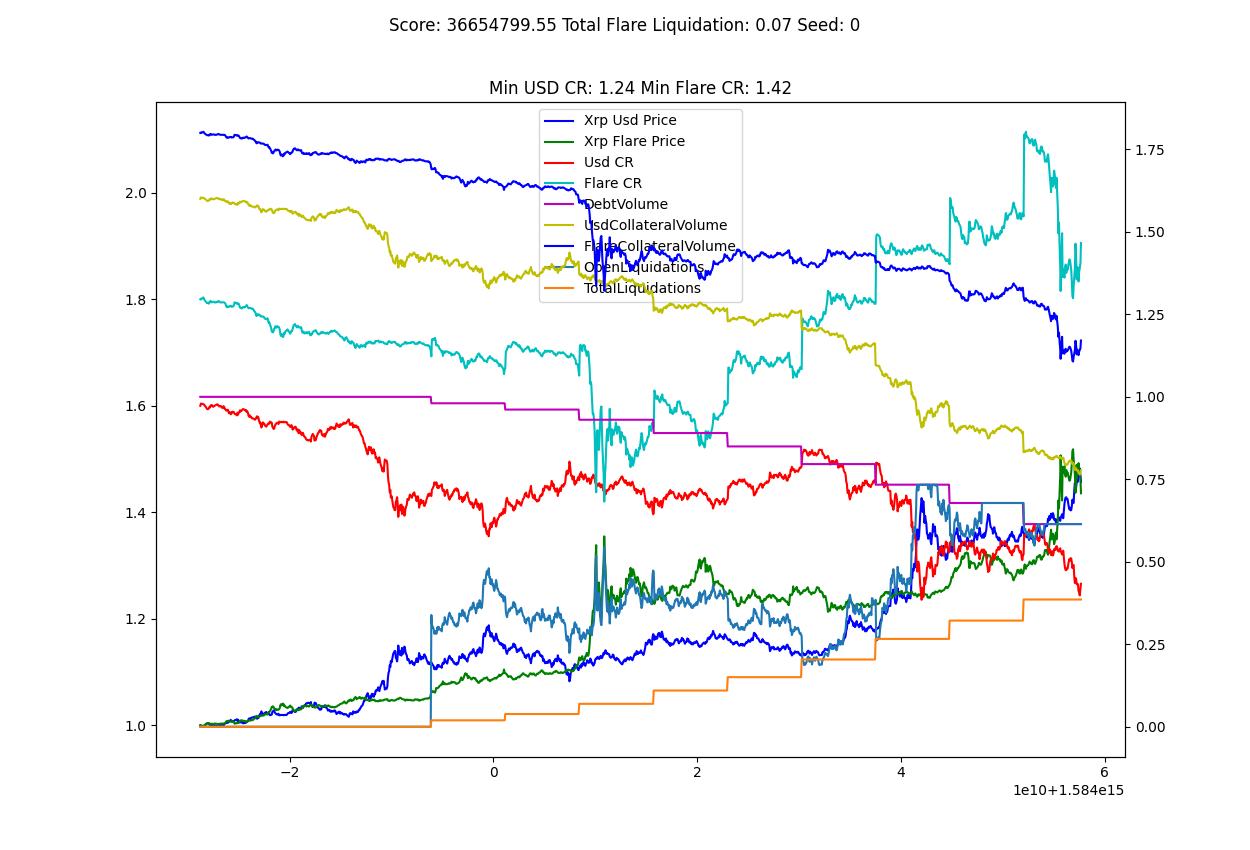 Score: 36654799.55 Total Flare Liquidation: 0.07 Seed: 0
Min USD CR: 1.24 Min Flare CR: 1.42
Xrp Usd Price
Xrp Flare Price
Usd CR
Flare CR
DebtVolume
UsdCollateralVolume
FlareCollateralVolume
OpenLiquidations
TotalLiquidations
2.0
1.8
1.6
1.4
1.2
1.0
1.75
1.50
1.25
1.00
0.75
0.50
0.25
0.00
−2
0
2
4
6
1e10+1.584e15